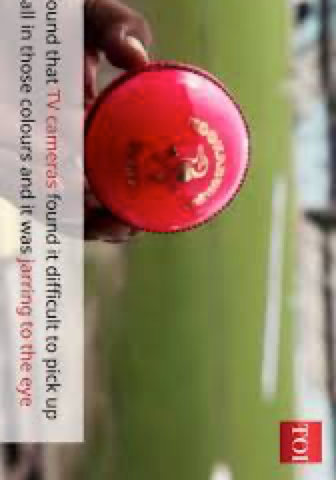 TOI
ound that TV cameras found it difficult to pick up
all in those colours and it was jarring to the eye